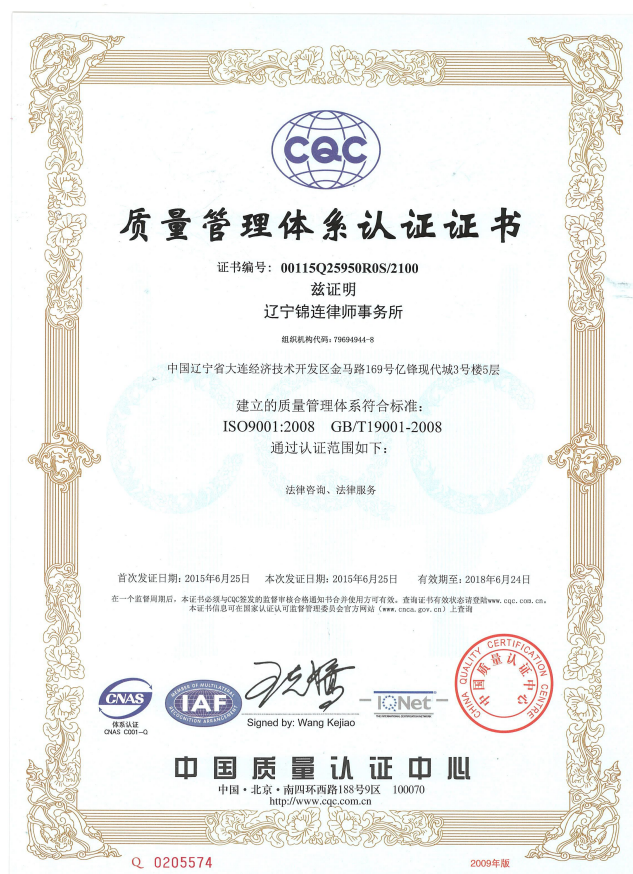 CQC
质量管理体系认证证书
证书编号：00115Q25950R0S/2100
兹证明
辽宁锦连律师事务所
组织机构代码：79694944-8
中国辽宁省大连经济技术开发区金马路169号亿锋现代城3号楼5层
建立的质量管理体系符合标准：
ISO9001:2008 GB/T19001-2008
通过认证范围如下：
法律咨询、法律服务
首次发证日期：2015年6月25日 本次发证日期：2015年6月25日 有效期至：2018年6月24日
在一个监督周期后，本证书必须与CQC签发的监督审核合格通知书合并使用方可有效。查询证书有效状态请登陆www.cqc.com.cn。
本证书信息可在国家认证认可监督管理委员会官方网站（www.cnca.gov.cn）上查询
CNAS
体系认证
CNAS C001-Q
MEMBER OF MULTILATERAL
IAF
RECOGNITION ARRANGEMENT
Signed by: Wang Kejiao
IQNet
THE INTERNATIONAL CERTIFICATION NETWORK
CHINA QUALITY CERTIFICATION CENTRE
中国质量认证中心
中国质量认证中心
中国·北京·南四环西路188号9区 100070
http://www.cqc.com.cn
Q 0205574
2009年版